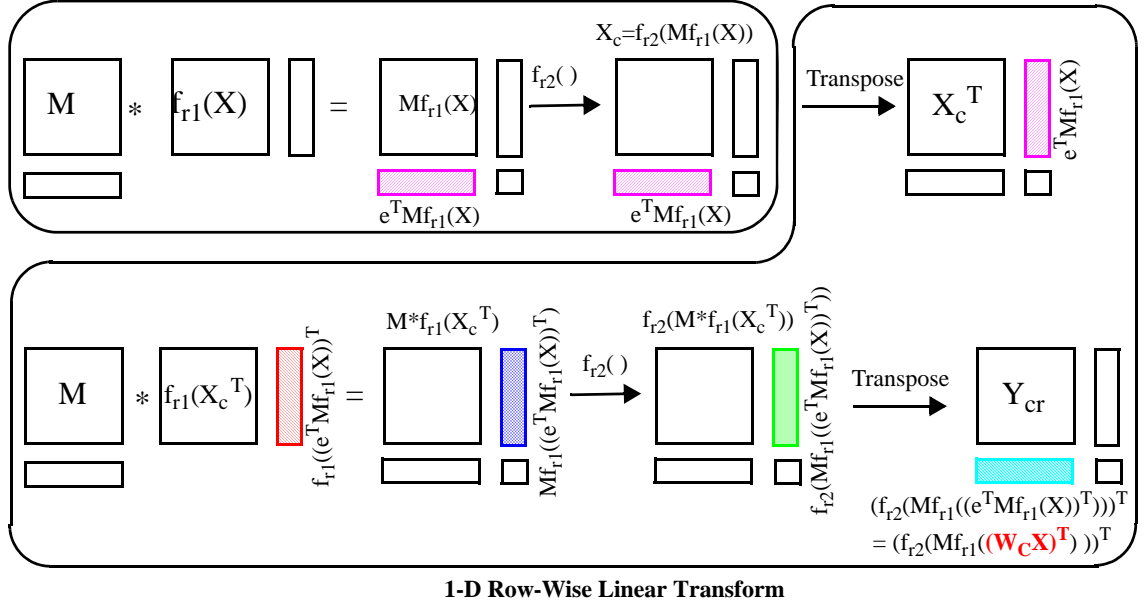 X_c=f_r2(Mf_r1(X))
M * f_r1(X) = Mf_r1(X) f_r2( ) Transpose X_c^T e^TMf_r1(X)
e^TMf_r1(X) e^TMf_r1(X)
M*f_r1(X_c^T) f_r2(M*f_r1(X_c^T))
M * f_r1(X_c^T) f_r1((e^TMf_r1(X))^T = Mf_r1((e^TMf_r1(X))^T) f_r2( ) f_r2(Mf_r1((e^TMf_r1(X))^T)) Transpose Y_cr
(f_r2(Mf_r1((e^TMf_r1(X))^T)))^T
= (f_r2(Mf_r1((W_CX)^T) ))^T
1-D Row-Wise Linear Transform